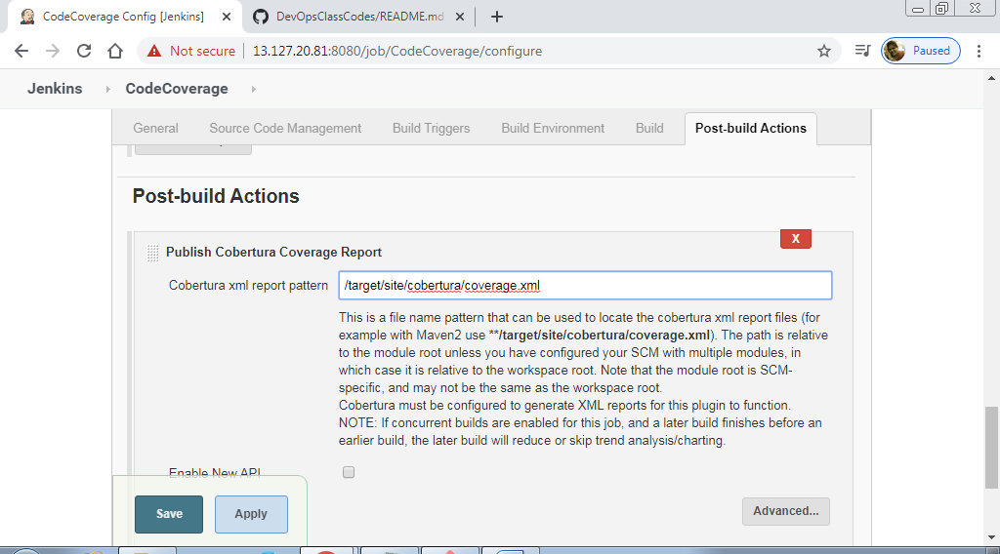 CodeCoverage Config [Jenkins]
DevOpsClassCodes/README.md
Not secure 13.127.20.81:8080/job/CodeCoverage/configure
Paused
Jenkins CodeCoverage
General Source Code Management Build Triggers Build Environment Build Post-build Actions
Post-build Actions
X
Publish Cobertura Coverage Report
Cobertura xml report pattern /target/site/cobertura/coverage.xml
This is a file name pattern that can be used to locate the cobertura xml report files (for
example with Maven2 use **/target/site/cobertura/coverage.xml). The path is relative
to the module root unless you have configured your SCM with multiple modules, in
which case it is relative to the workspace root. Note that the module root is SCM-
specific, and may not be the same as the workspace root.
Cobertura must be configured to generate XML reports for this plugin to function.
NOTE: If concurrent builds are enabled for this job, and a later build finishes before an
earlier build, the later build will reduce or skip trend analysis/charting.
Enable New API
Save Apply
Advanced...